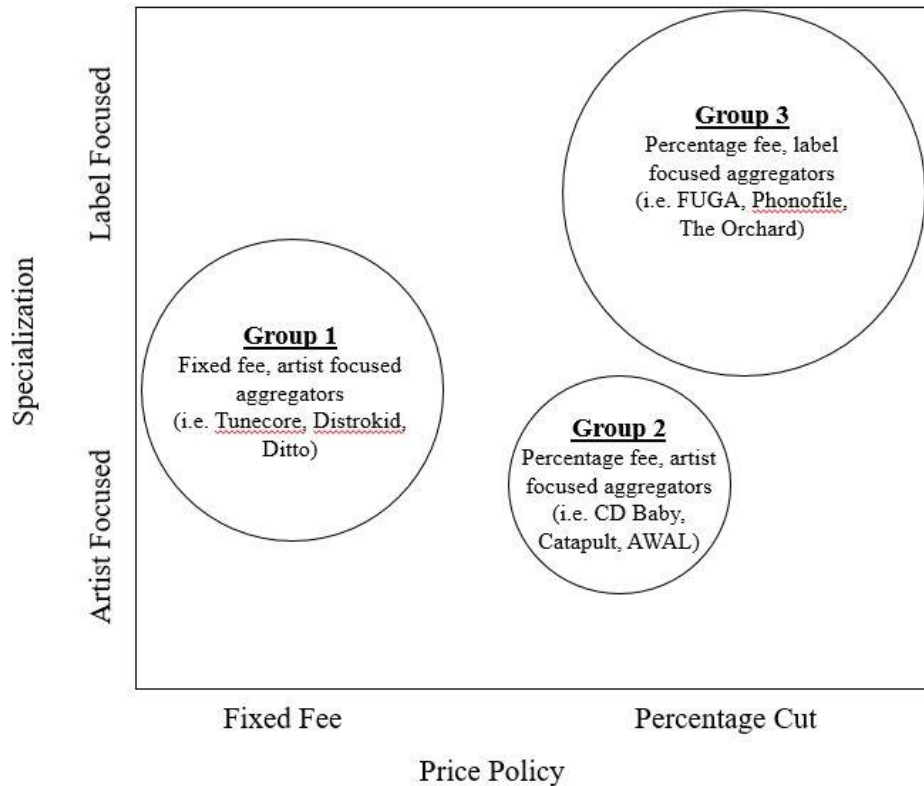 Label Focused
Specialization
Artist Focused
Group 3
Percentage fee, label
focused aggregators
(i.e. FUGA, Phonofile,
The Orchard)
Group 1
Fixed fee, artist focused
aggregators
(i.e. Tunecore, Distrokid,
Ditto)
Group 2
Percentage fee, artist
focused aggregators
(i.e. CD Baby,
Catapult, AWAL)
Fixed Fee
Percentage Cut
Price Policy